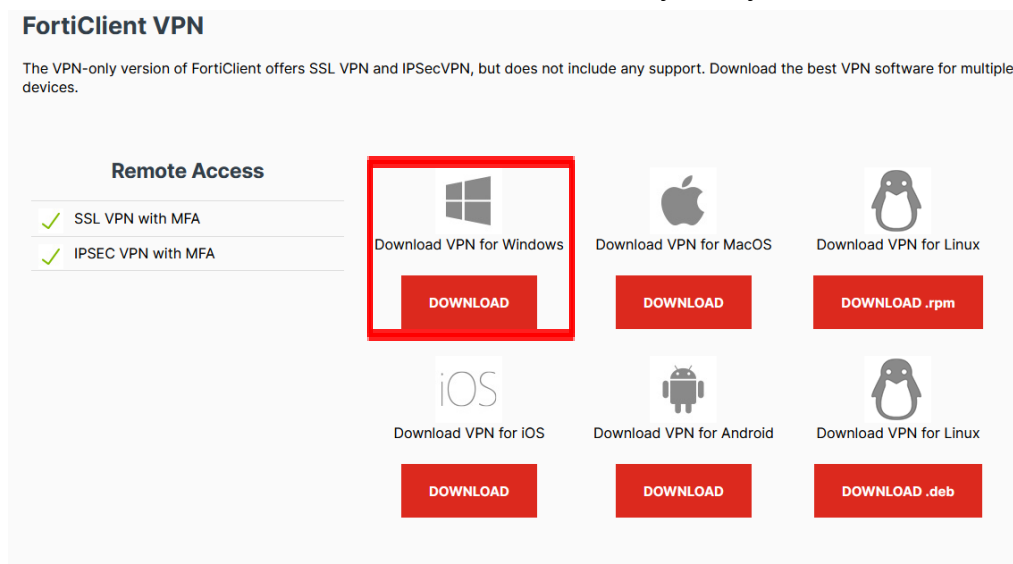 FortiClient VPN
The VPN-only version of FortiClient offers SSL VPN and IPSecVPN, but does not include any support. Download the best VPN software for multiple
devices.
Remote Access
SSL VPN with MFA
IPSEC VPN with MFA
Download VPN for Windows
DOWNLOAD
Download VPN for MacOS
DOWNLOAD
Download VPN for Linux
DOWNLOAD .rpm
iOS
Download VPN for iOS
DOWNLOAD
Download VPN for Android
DOWNLOAD
Download VPN for Linux
DOWNLOAD .deb